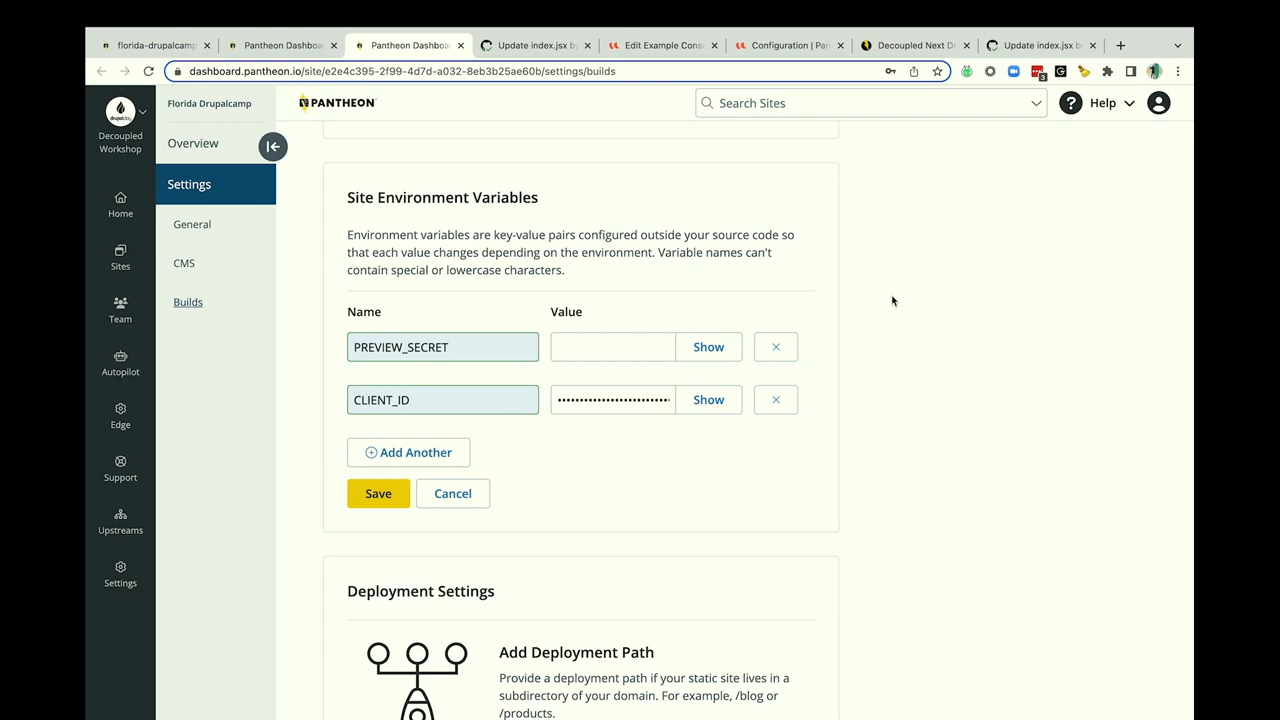 florida-drupalcamp
Pantheon Dashboa
Pantheon Dashboa
Update index.jsx by
Edit Example Cons
Configuration | Pan
Decoupled Next D
Update index.jsx by
dashboard.pantheon.io/site/e2e4c395-2f99-4d7d-a032-8eb3b25ae60b/settings/builds
3
drupalday
Decoupled
Workshop
Home
Sites
Team
Autopilot
Edge
Support
Upstreams
Settings
Florida Drupalcamp
Overview
Settings
General
CMS
Builds
PANTHEON
Search Sites
? Help
Site Environment Variables
Environment variables are key-value pairs configured outside your source code so
that each value changes depending on the environment. Variable names can't
contain special or lowercase characters.
Name Value
PREVIEW_SECRET Show
CLIENT_ID •••••••••••••••••••••••••• Show
Add Another
Save Cancel
Deployment Settings
Add Deployment Path
Provide a deployment path if your static site lives in a
subdirectory of your domain. For example, /blog or
/products.